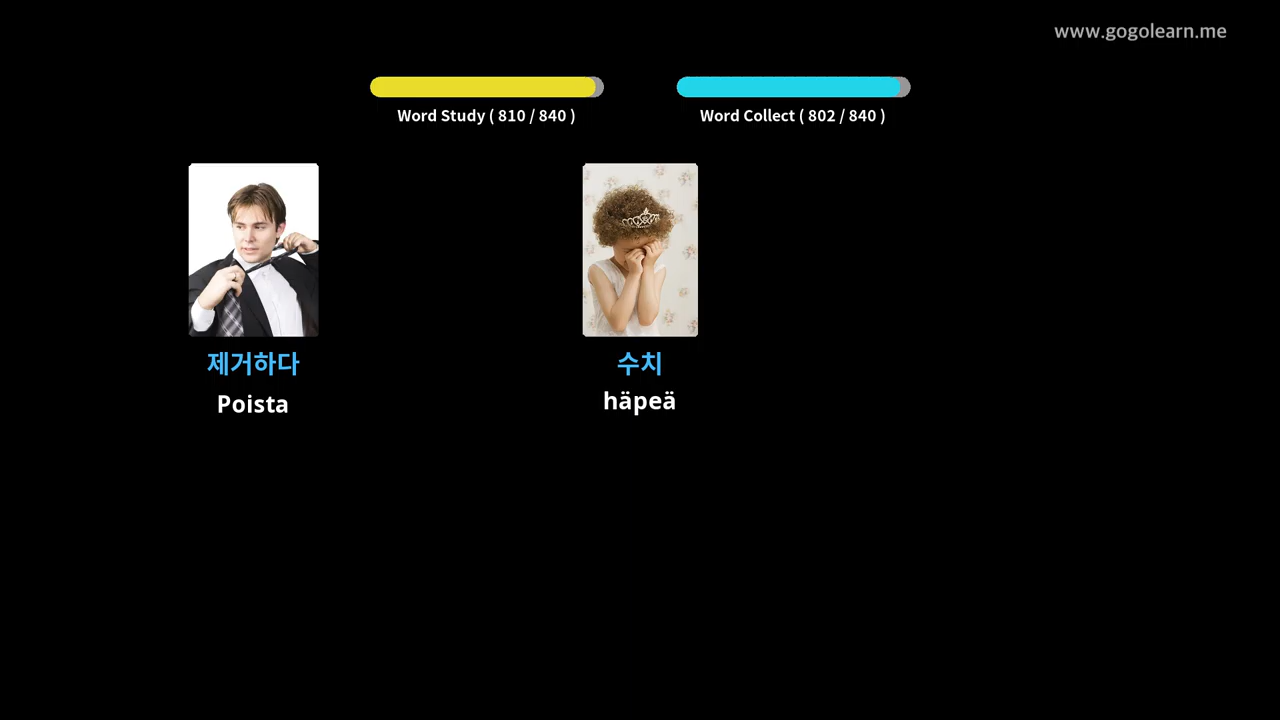 www.gogolearn.me
Word Study ( 810 / 840 )
Word Collect ( 802 / 840 )
제거하다
Poista
수치
häpeä